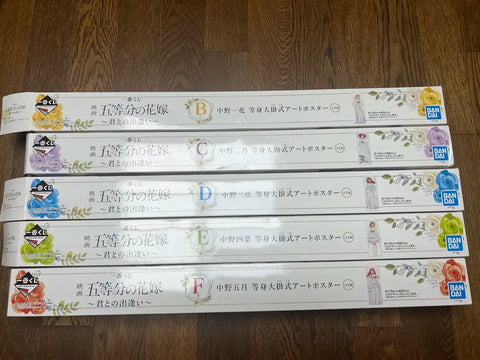 一番くじ
映画
五等分の花嫁
~君との出逢い~
B
中野一花 等身大掛式アートポスター
BANDAI
一番くじ
映画
五等分の花嫁
~君との出逢い~
C
中野二乃 等身大掛式アートポスター
BANDAI
一番くじ
映画
五等分の花嫁
~君との出逢い~
D
中野三玖 等身大掛式アートポスター
BANDAI
一番くじ
映画
五等分の花嫁
~君との出逢い~
E
中野四葉 等身大掛式アートポスター
BANDAI
一番くじ
映画
五等分の花嫁
~君との出逢い~
F
中野五月 等身大掛式アートポスター
BANDAI